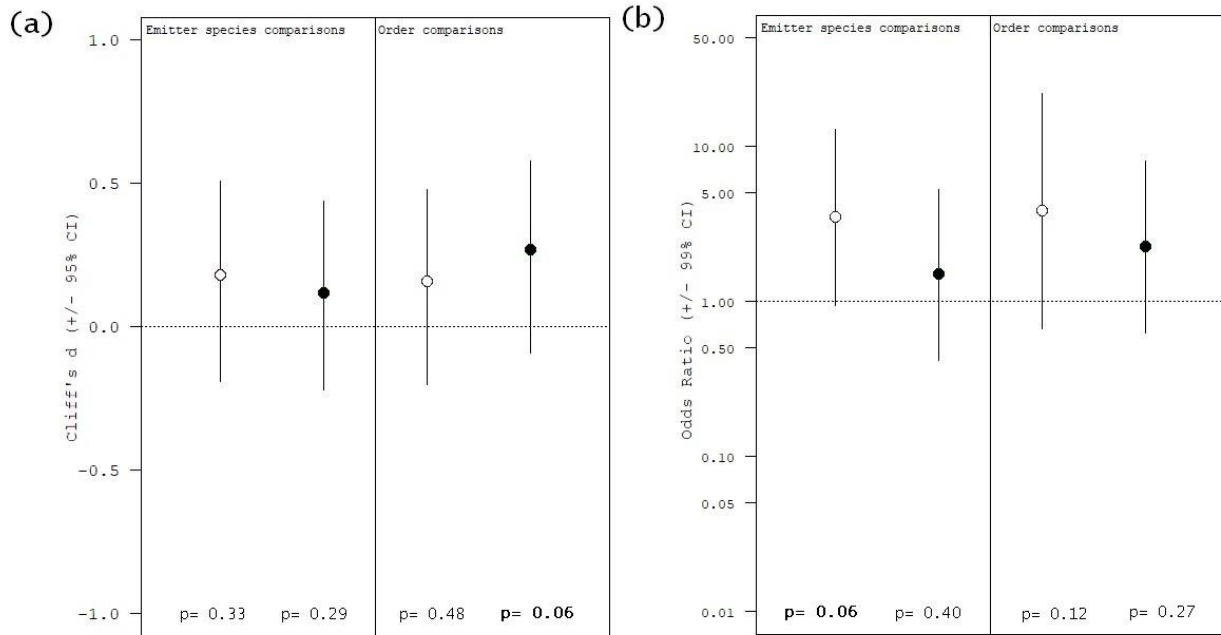 (a)
Emitter species comparisons
Order comparisons
1.0
0.5
0.0
−0.5
−1.0
Cliff's d (+/− 95% CI)
p= 0.33
p= 0.29
p= 0.48
p= 0.06
(b)
Emitter species comparisons
Order comparisons
50.00
10.00
5.00
1.00
0.50
0.10
0.05
0.01
Odds Ratio (+/− 99% CI)
p= 0.06
p= 0.40
p= 0.12
p= 0.27